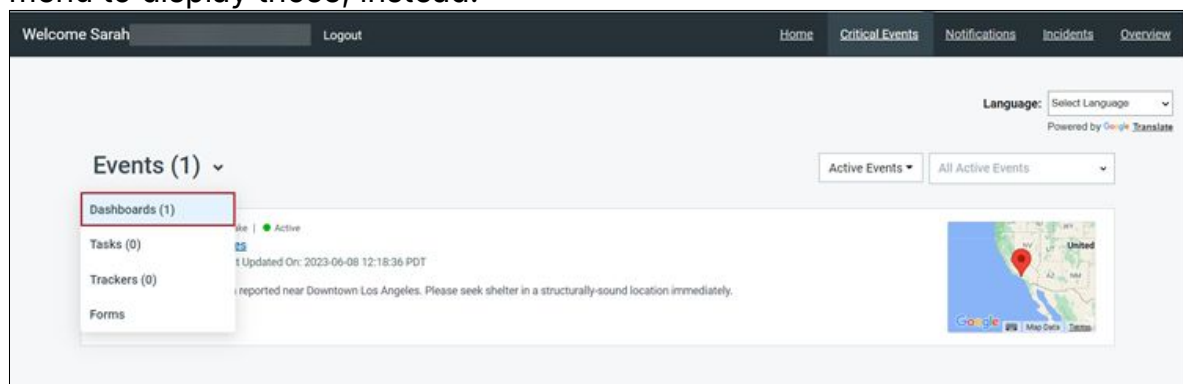 menu to display those, instead.
Welcome Sarah Logout Home Critical Events Notifications Incidents Overview
Language: Select Language
Powered by Google Translate
Events (1) Active Events All Active Events
Dashboards (1)
Tasks (0)
Trackers (0)
Forms
| Active
Updated On: 2023-06-08 12:18:36 PDT
reported near Downtown Los Angeles. Please seek shelter in a structurally-sound location immediately.
NV United
Google Map Data Terms